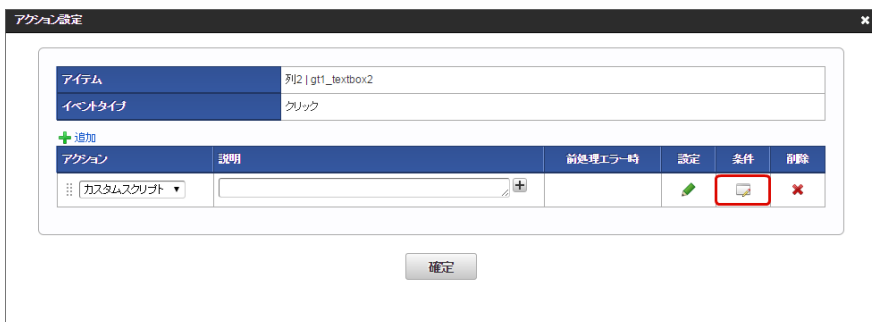 アクション設定
アイテム 列2 | gt1_textbox2
イベントタイプ クリック
追加
アクション 説明 前処理エラー時 設定 条件 削除
カスタムスクリプト
確定